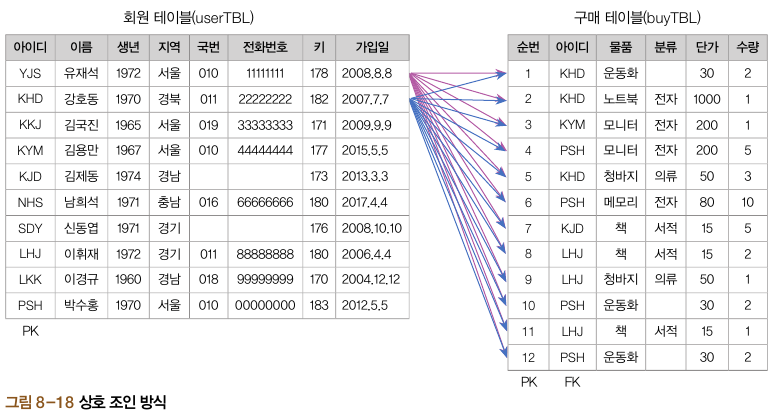 회원 테이블(userTBL)
아이디 이름 생년 지역 국번 전화번호 키 가입일
YJS 유재석 1972 서울 010 11111111 178 2008,8,8
KHD 강호동 1970 경북 011 22222222 182 2007,7,7
KKJ 김국진 1965 서울 019 33333333 171 2009,9,9
KYM 김용만 1967 서울 010 44444444 177 2015,5,5
KJD 김제동 1974 경남 173 2013,3,3
NHS 남희석 1971 충남 016 66666666 180 2017,4,4
SDY 신동엽 1971 경기 176 2008,10,10
LHJ 이휘재 1972 경기 011 88888888 180 2006,4,4
LKK 이경규 1960 경남 018 99999999 170 2004,12,12
PSH 박수홍 1970 서울 010 00000000 183 2012,5,5
PK
구매 테이블(buyTBL)
순번 아이디 물품 분류 단가 수량
1 KHD 운동화 30 2
2 KHD 노트북 전자 1000 1
3 KYM 모니터 전자 200 1
4 PSH 모니터 전자 200 5
5 KHD 청바지 의류 50 3
6 PSH 메모리 전자 80 10
7 KJD 책 서적 15 5
8 LHJ 책 서적 15 2
9 LHJ 청바지 의류 50 1
10 PSH 운동화 30 2
11 LHJ 책 서적 15 1
12 PSH 운동화 30 2
PK FK
그림 8-18 상호 조인 방식